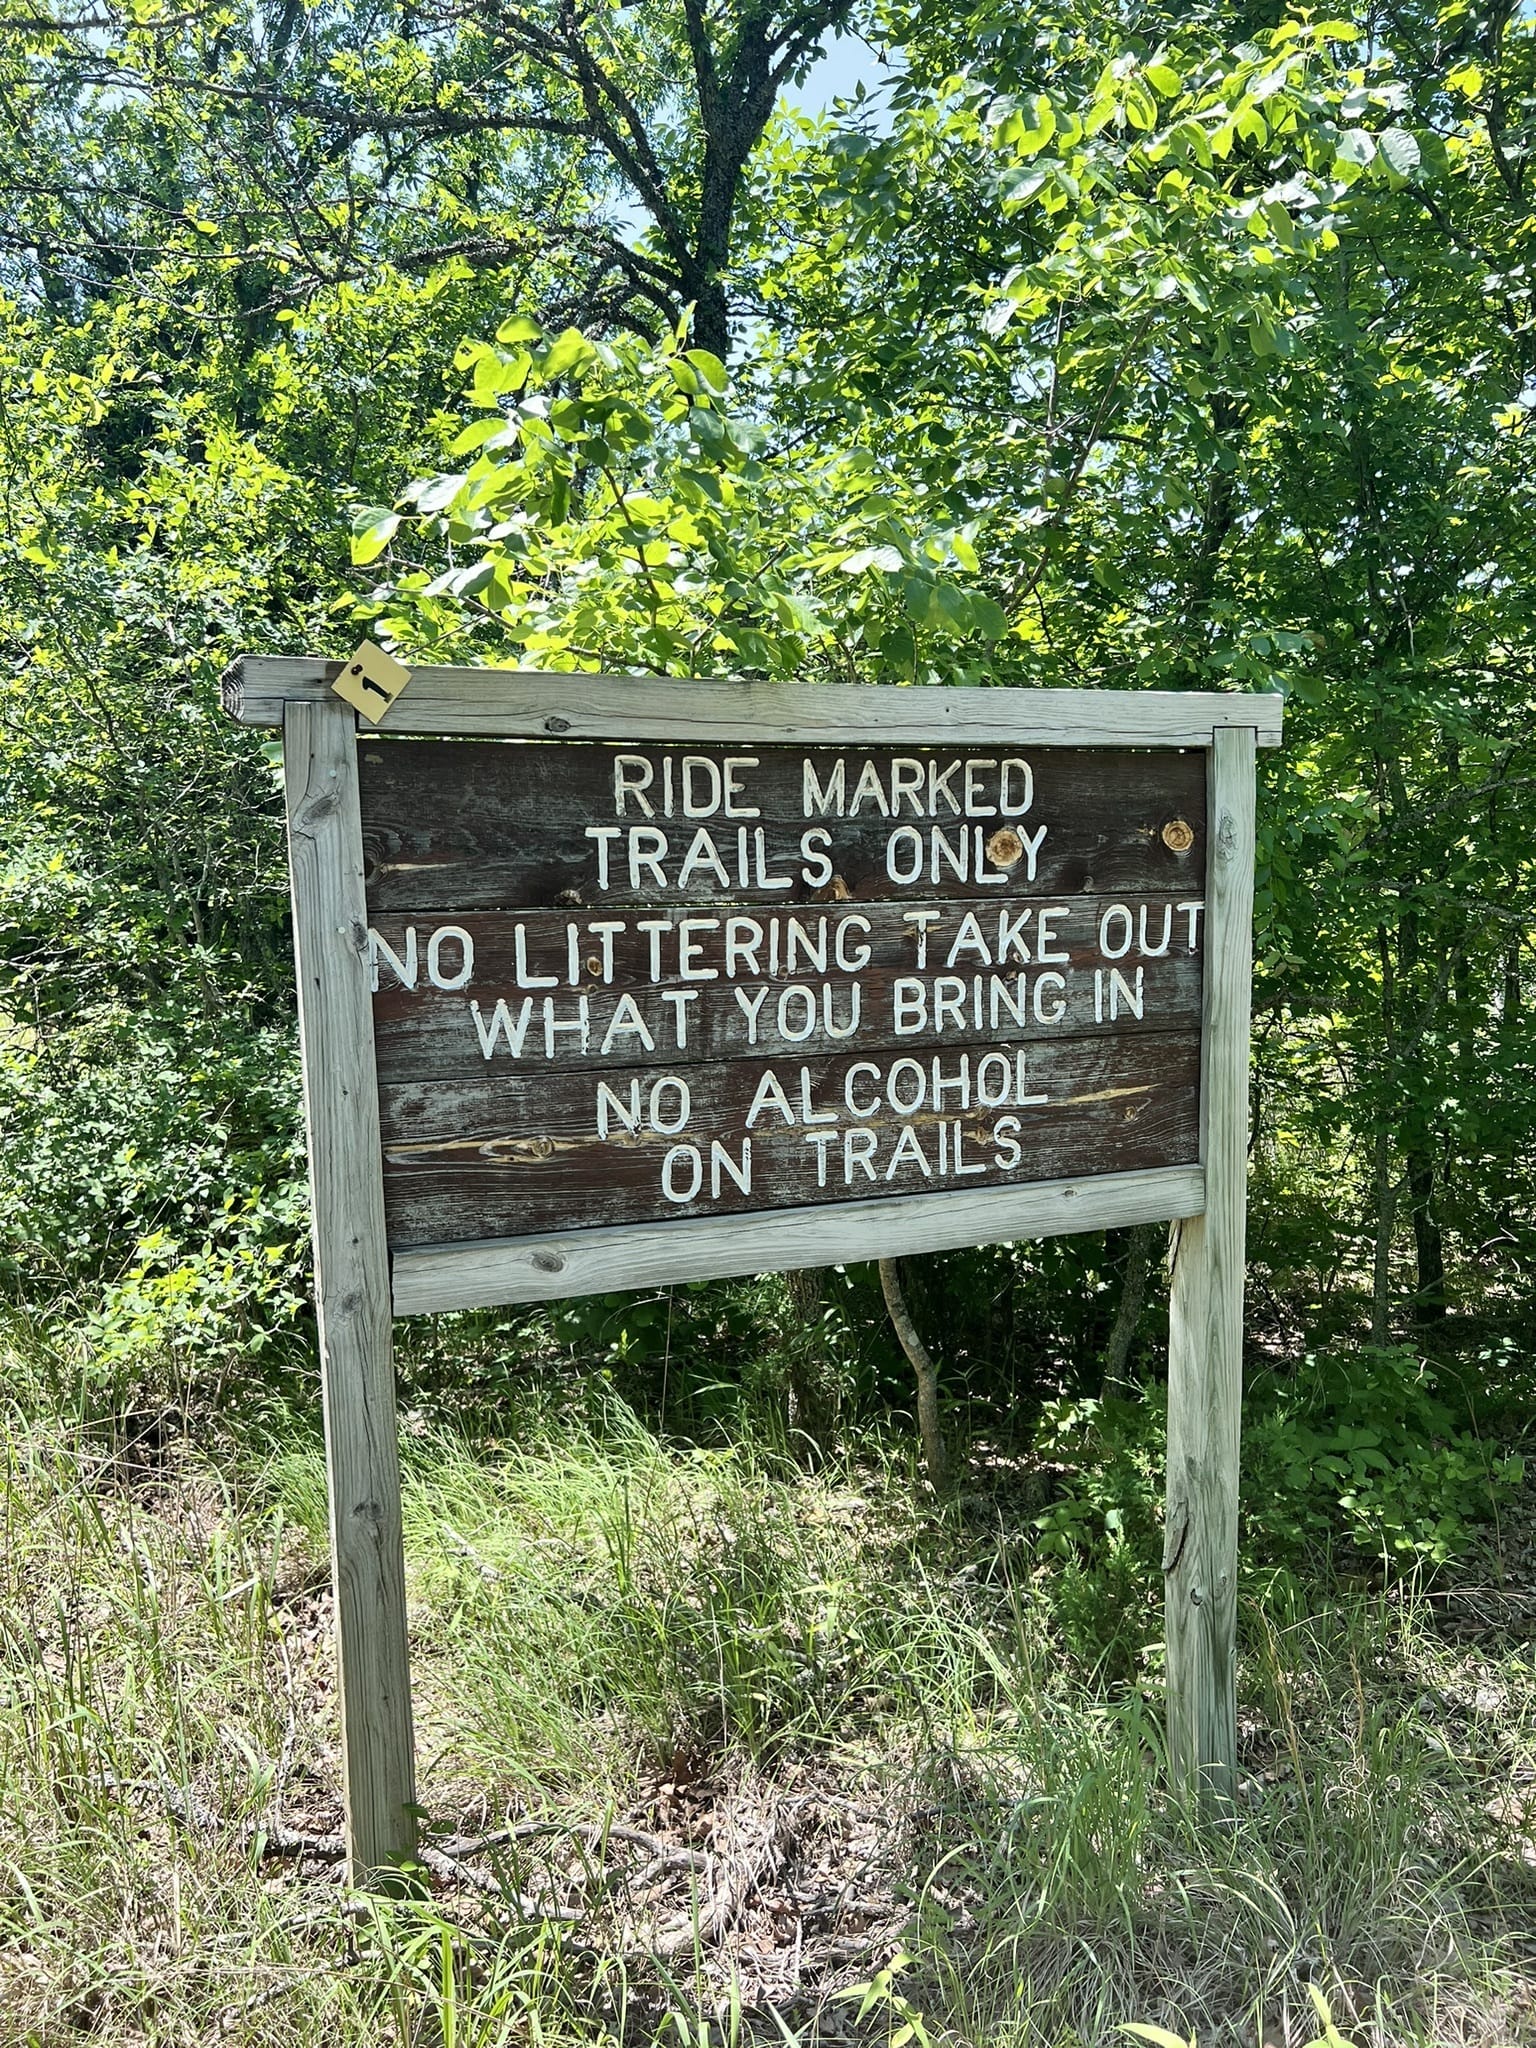 1
RIDE MARKED
TRAILS ONLY
NO LITTERING TAKE OUT
WHAT YOU BRING IN
NO ALCOHOL
ON TRAILS